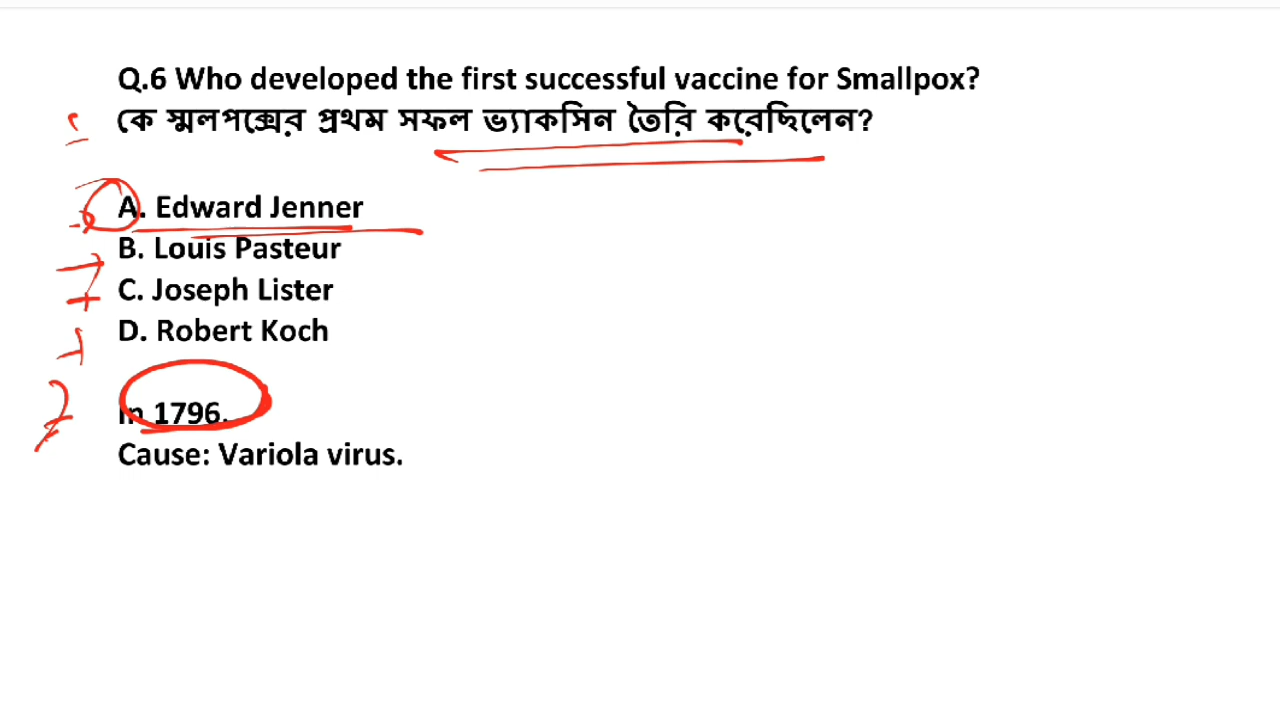 Q.6 Who developed the first successful vaccine for Smallpox?
কে স্মলপক্সের প্রথম সফল ভ্যাকসিন তৈরি করেছিলেন?
A. Edward Jenner
B. Louis Pasteur
C. Joseph Lister
D. Robert Koch
In 1796.
Cause: Variola virus.